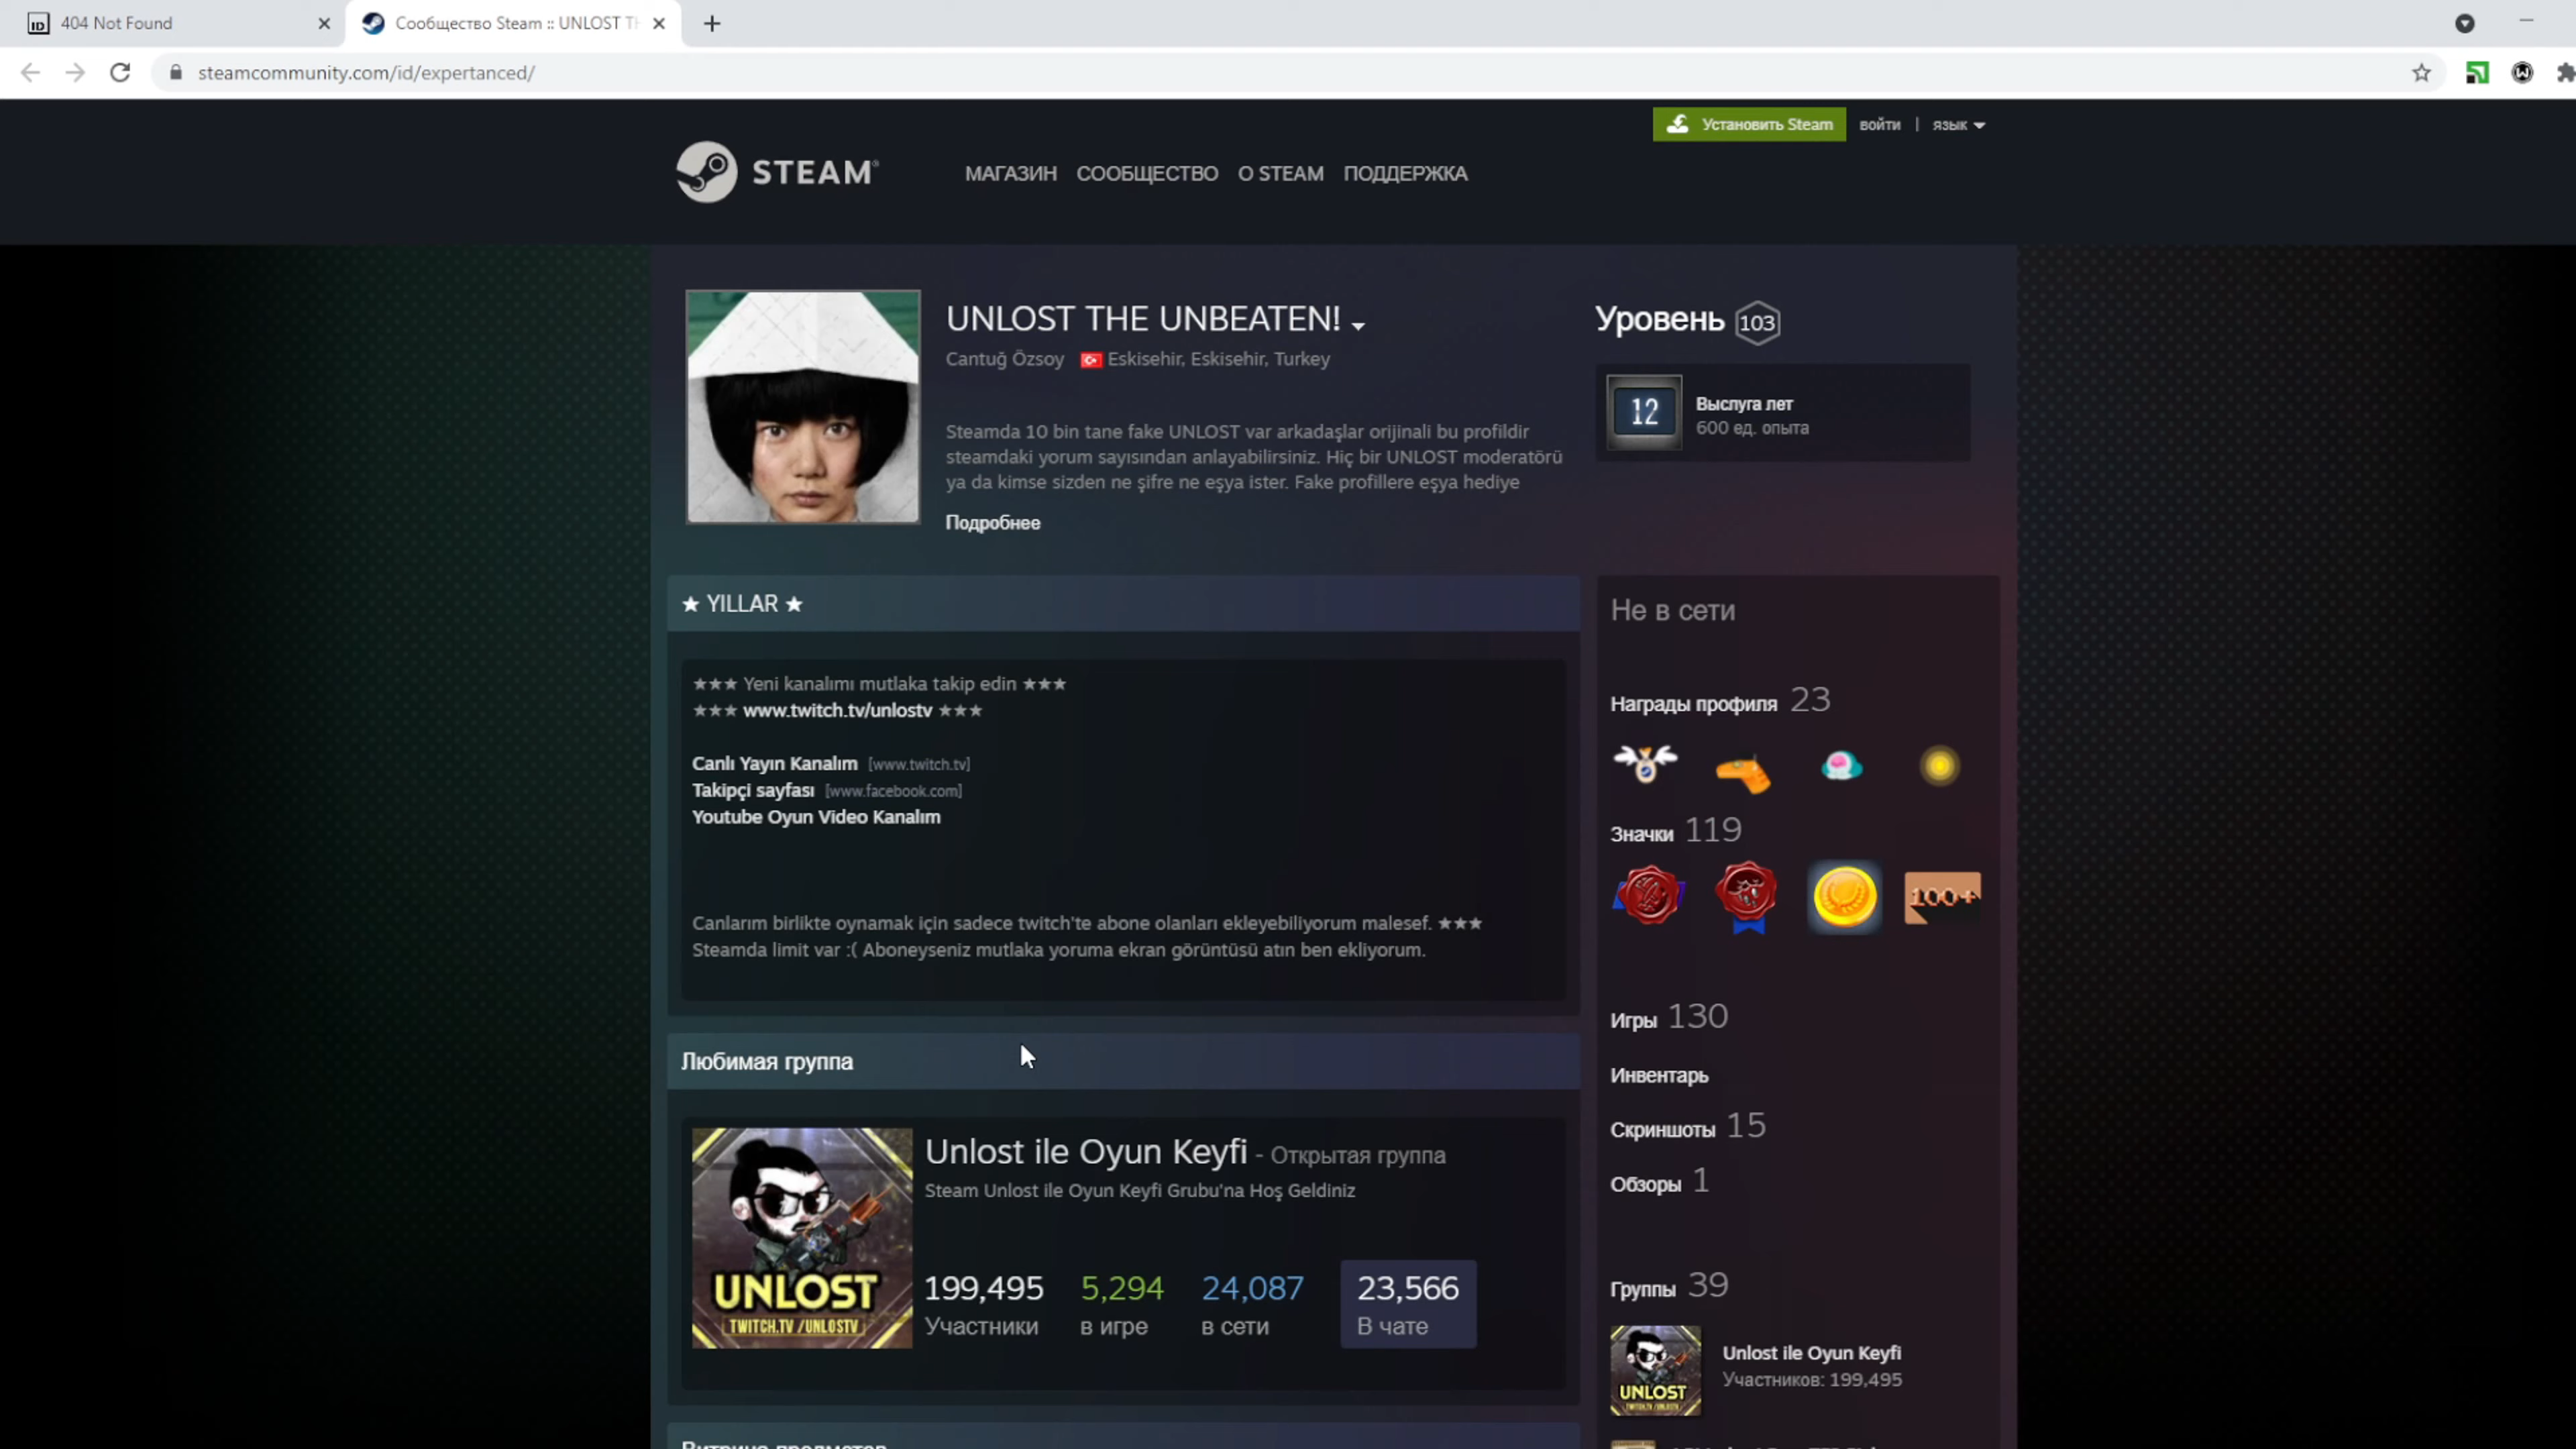 404 Not Found
Сообщество Steam :: UNLOST TH
steamcommunity.com/id/expertanced/
Установить Steam
войти | язык
STEAM
МАГАЗИН СООБЩЕСТВО О STEAM ПОДДЕРЖКА
UNLOST THE UNBEATEN!
Cantuğ Özsoy Eskisehir, Eskisehir, Turkey
Steamda 10 bin tane fake UNLOST var arkadaşlar orijinali bu profildir
steamdaki yorum sayısından anlayabilirsiniz. Hiç bir UNLOST moderatörü
ya da kimse sizden ne şifre ne eşya ister. Fake profillere eşya hediye
Подробнее
Уровень 103
12
Выслуга лет
600 ед. опыта
★ YILLAR ★
★★★ Yeni kanalımı mutlaka takip edin ★★★
★★★ www.twitch.tv/unlostv ★★★
Canlı Yayın Kanalım [www.twitch.tv]
Takipçi sayfası [www.facebook.com]
Youtube Oyun Video Kanalım
Canlarım birlikte oynamak için sadece twitch'te abone olanları ekleyebiliyorum malesef. ★★★
Steamda limit var :( Aboneyseniz mutlaka yoruma ekran görüntüsü atın ben ekliyorum.
Любимая группа
UNLOST
TWITCH.TV/UNLOSTV
Unlost ile Oyun Keyfi - Открытая группа
Steam Unlost ile Oyun Keyfi Grubu'na Hoş Geldiniz
199,495 5,294 24,087 23,566
Участники в игре в сети В чате
Витрина предметов
Не в сети
Награды профиля 23
Значки 119
100+
Игры 130
Инвентарь
Скриншоты 15
Обзоры 1
Группы 39
UNLOST
TWITCH.TV/UNLOSTV
Unlost ile Oyun Keyfi
Участников: 199,495